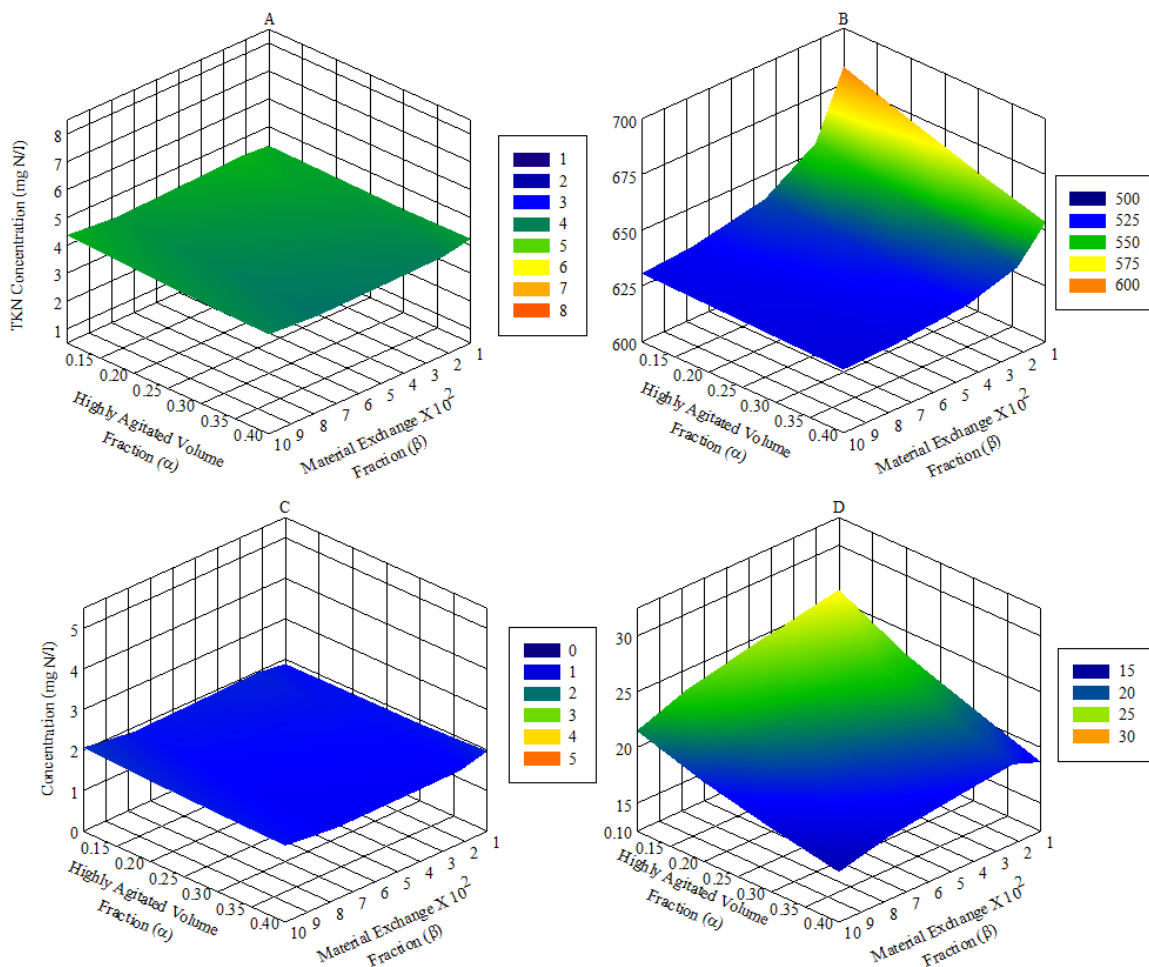 A
TKN Concentration (mg N/l)
8
7
6
5
4
3
2
1
0.15
0.20
0.25
0.30
0.35
0.40
Highly Agitated Volume
Fraction (α)
10 9 8 7 6 5 4 3 2 1
Material Exchange X 10²
Fraction (β)
1
2
3
4
5
6
7
8
B
700
675
650
625
600
0.15
0.20
0.25
0.30
0.35
0.40
Highly Agitated Volume
Fraction (α)
10 9 8 7 6 5 4 3 2 1
Material Exchange X 10²
Fraction (β)
500
525
550
575
600
C
Concentration (mg N/l)
5
4
3
2
1
0
0.15
0.20
0.25
0.30
0.35
0.40
Highly Agitated Volume
Fraction (α)
10 9 8 7 6 5 4 3 2 1
Material Exchange X 10²
Fraction (β)
0
1
2
3
4
5
D
30
25
20
15
0.10
0.15
0.20
0.25
0.30
0.35
0.40
Highly Agitated Volume
Fraction (α)
10 9 8 7 6 5 4 3 2 1
Material Exchange X 10²
Fraction (β)
15
20
25
30